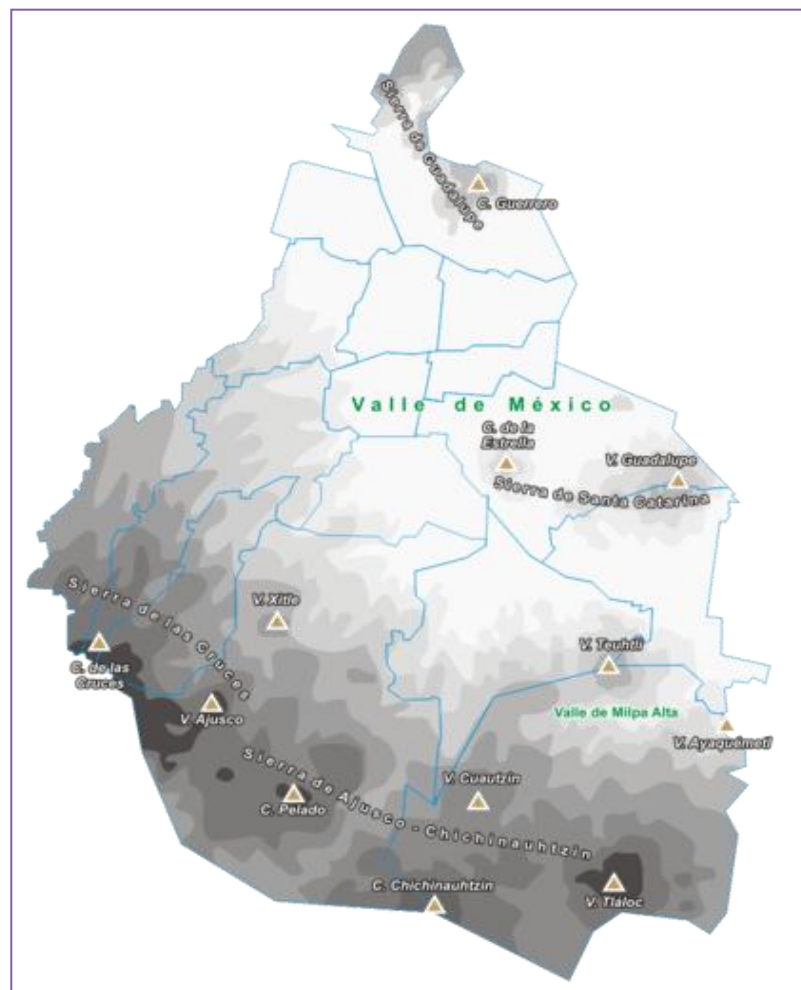 Sierra de Guadalupe
C. Guerrero
Valle de México
C. de la
Estrella
V. Guadalupe
Sierra de Santa Catarina
Sierra de las Cruces
V. Xitle
C. de las
Cruces
V. Teuhtli
V. Ajusco
Valle de Milpa Alta
V. Ayaquémetl
Sierra de Ajusco - Chichinauhtzin
V. Cuautzin
C. Pelado
C. Chichinauhtzin
V. Tláloc